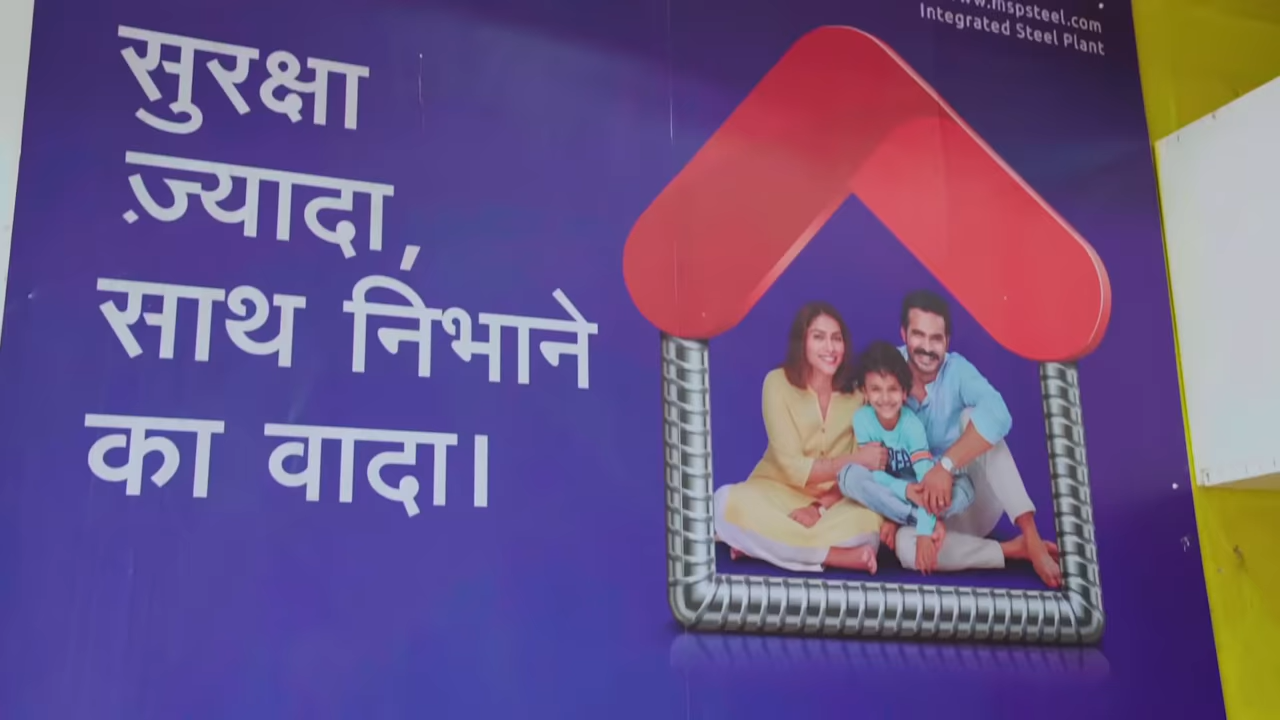 www.mspsteel.com
Integrated Steel Plant
सुरक्षा
ज़्यादा,
साथ निभाने
का वादा।